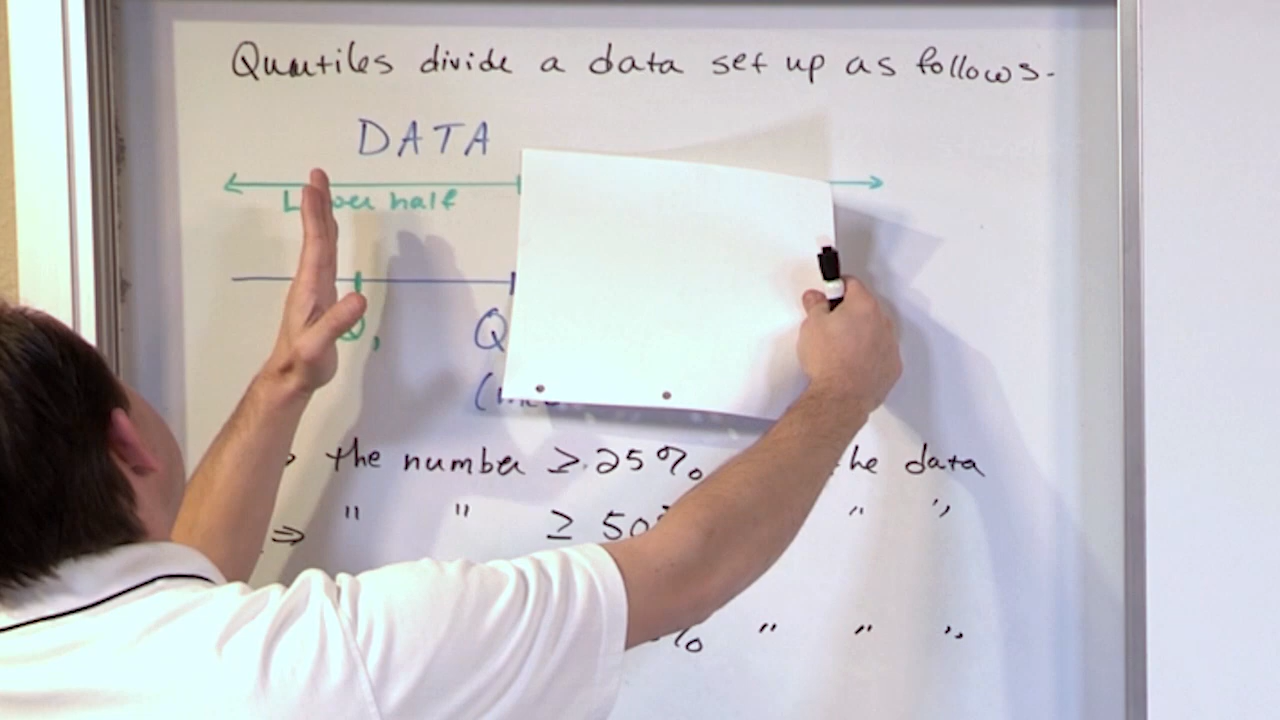 Quartiles divide a data set up as follows.
DATA
Lower half
Q,
Q
the number ≥ 25% the data
" " ≥ 50% " "
% " " "